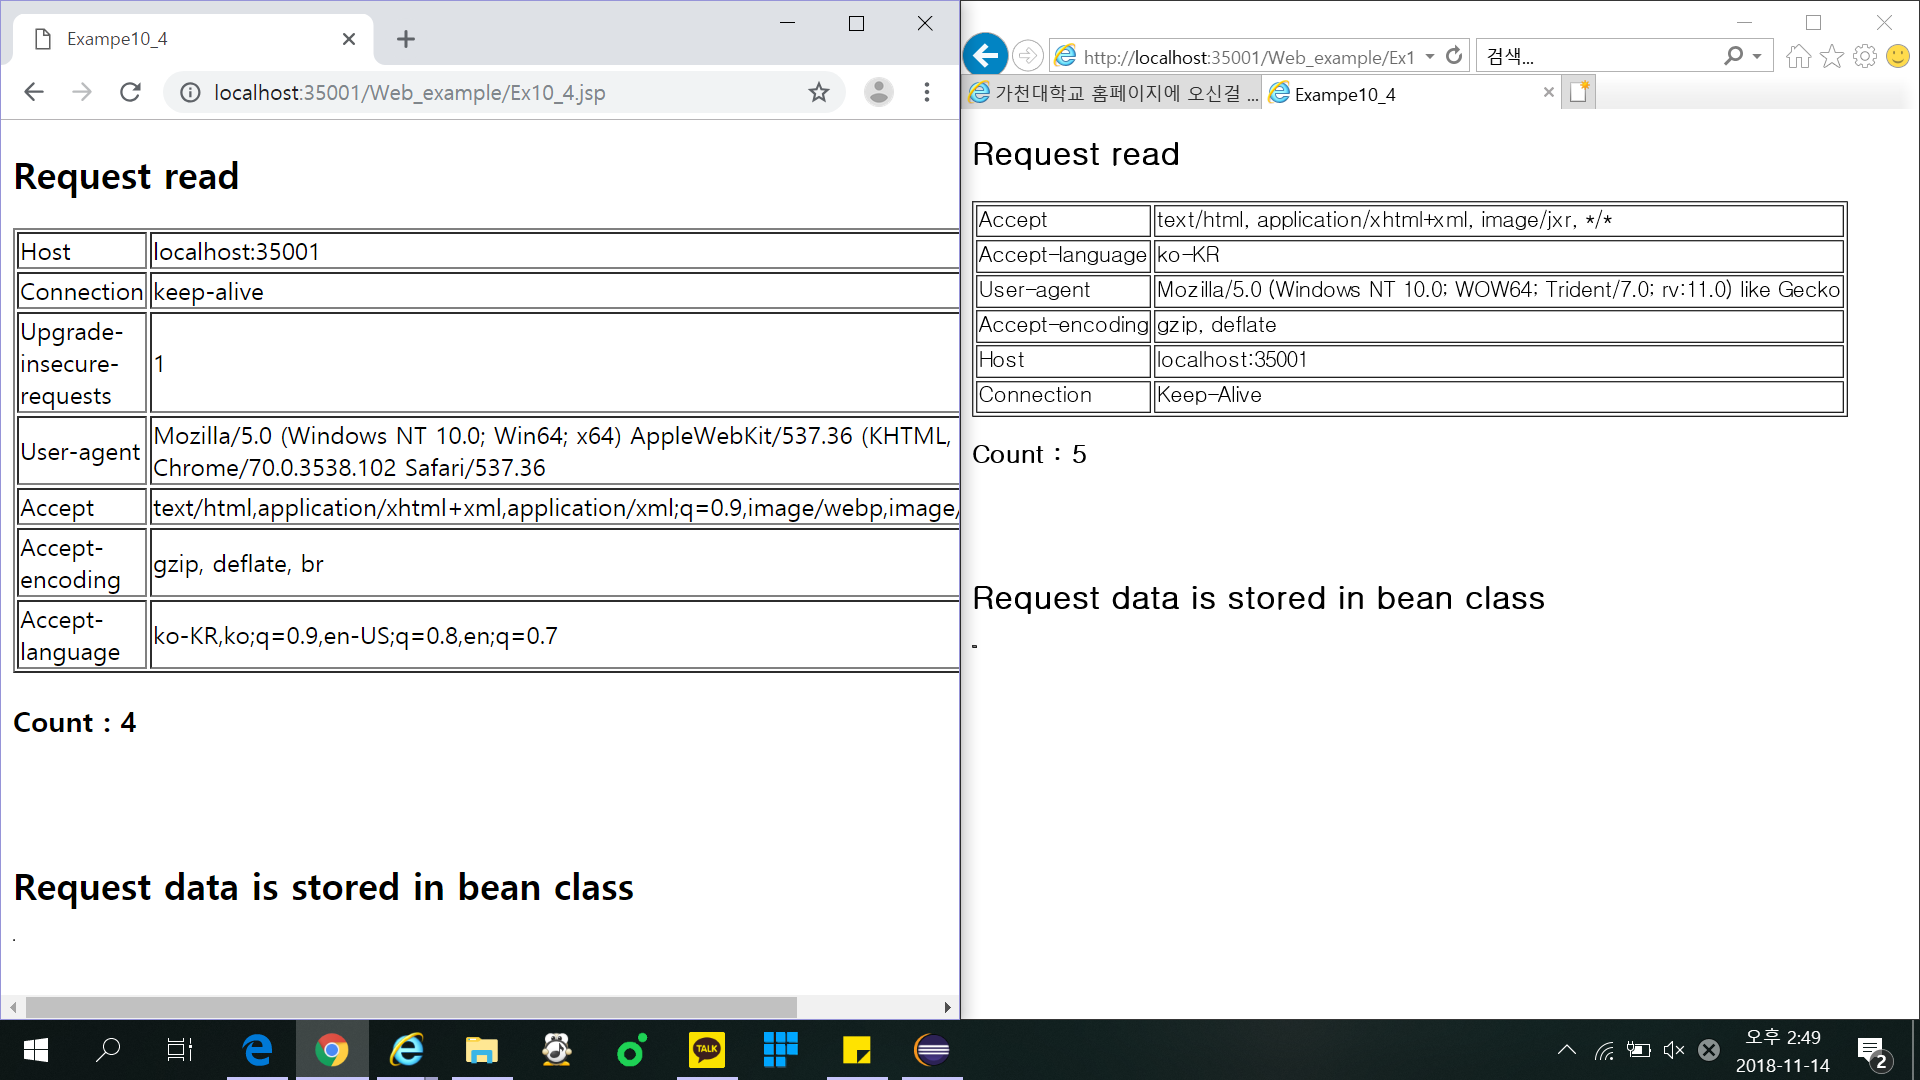 Exampe10_4
localhost:35001/Web_example/Ex10_4.jsp
Request read
Host localhost:35001
Connection keep-alive
Upgrade-
insecure-
requests
1
User-agent
Mozilla/5.0 (Windows NT 10.0; Win64; x64) AppleWebKit/537.36 (KHTML,
Chrome/70.0.3538.102 Safari/537.36
Accept text/html,application/xhtml+xml,application/xml;q=0.9,image/webp,image/
Accept-
encoding
gzip, deflate, br
Accept-
language
ko-KR,ko;q=0.9,en-US;q=0.8,en;q=0.7
Count : 4
Request data is stored in bean class
http://localhost:35001/Web_example/Ex1
검색...
가천대학교 홈페이지에 오신걸 ...
Exampe10_4
Request read
Accept text/html, application/xhtml+xml, image/jxr, */*
Accept-language ko-KR
User-agent Mozilla/5.0 (Windows NT 10.0; WOW64; Trident/7.0; rv:11.0) like Gecko
Accept-encoding gzip, deflate
Host localhost:35001
Connection Keep-Alive
Count : 5
Request data is stored in bean class
TALK
오후 2:49
2018-11-14
2